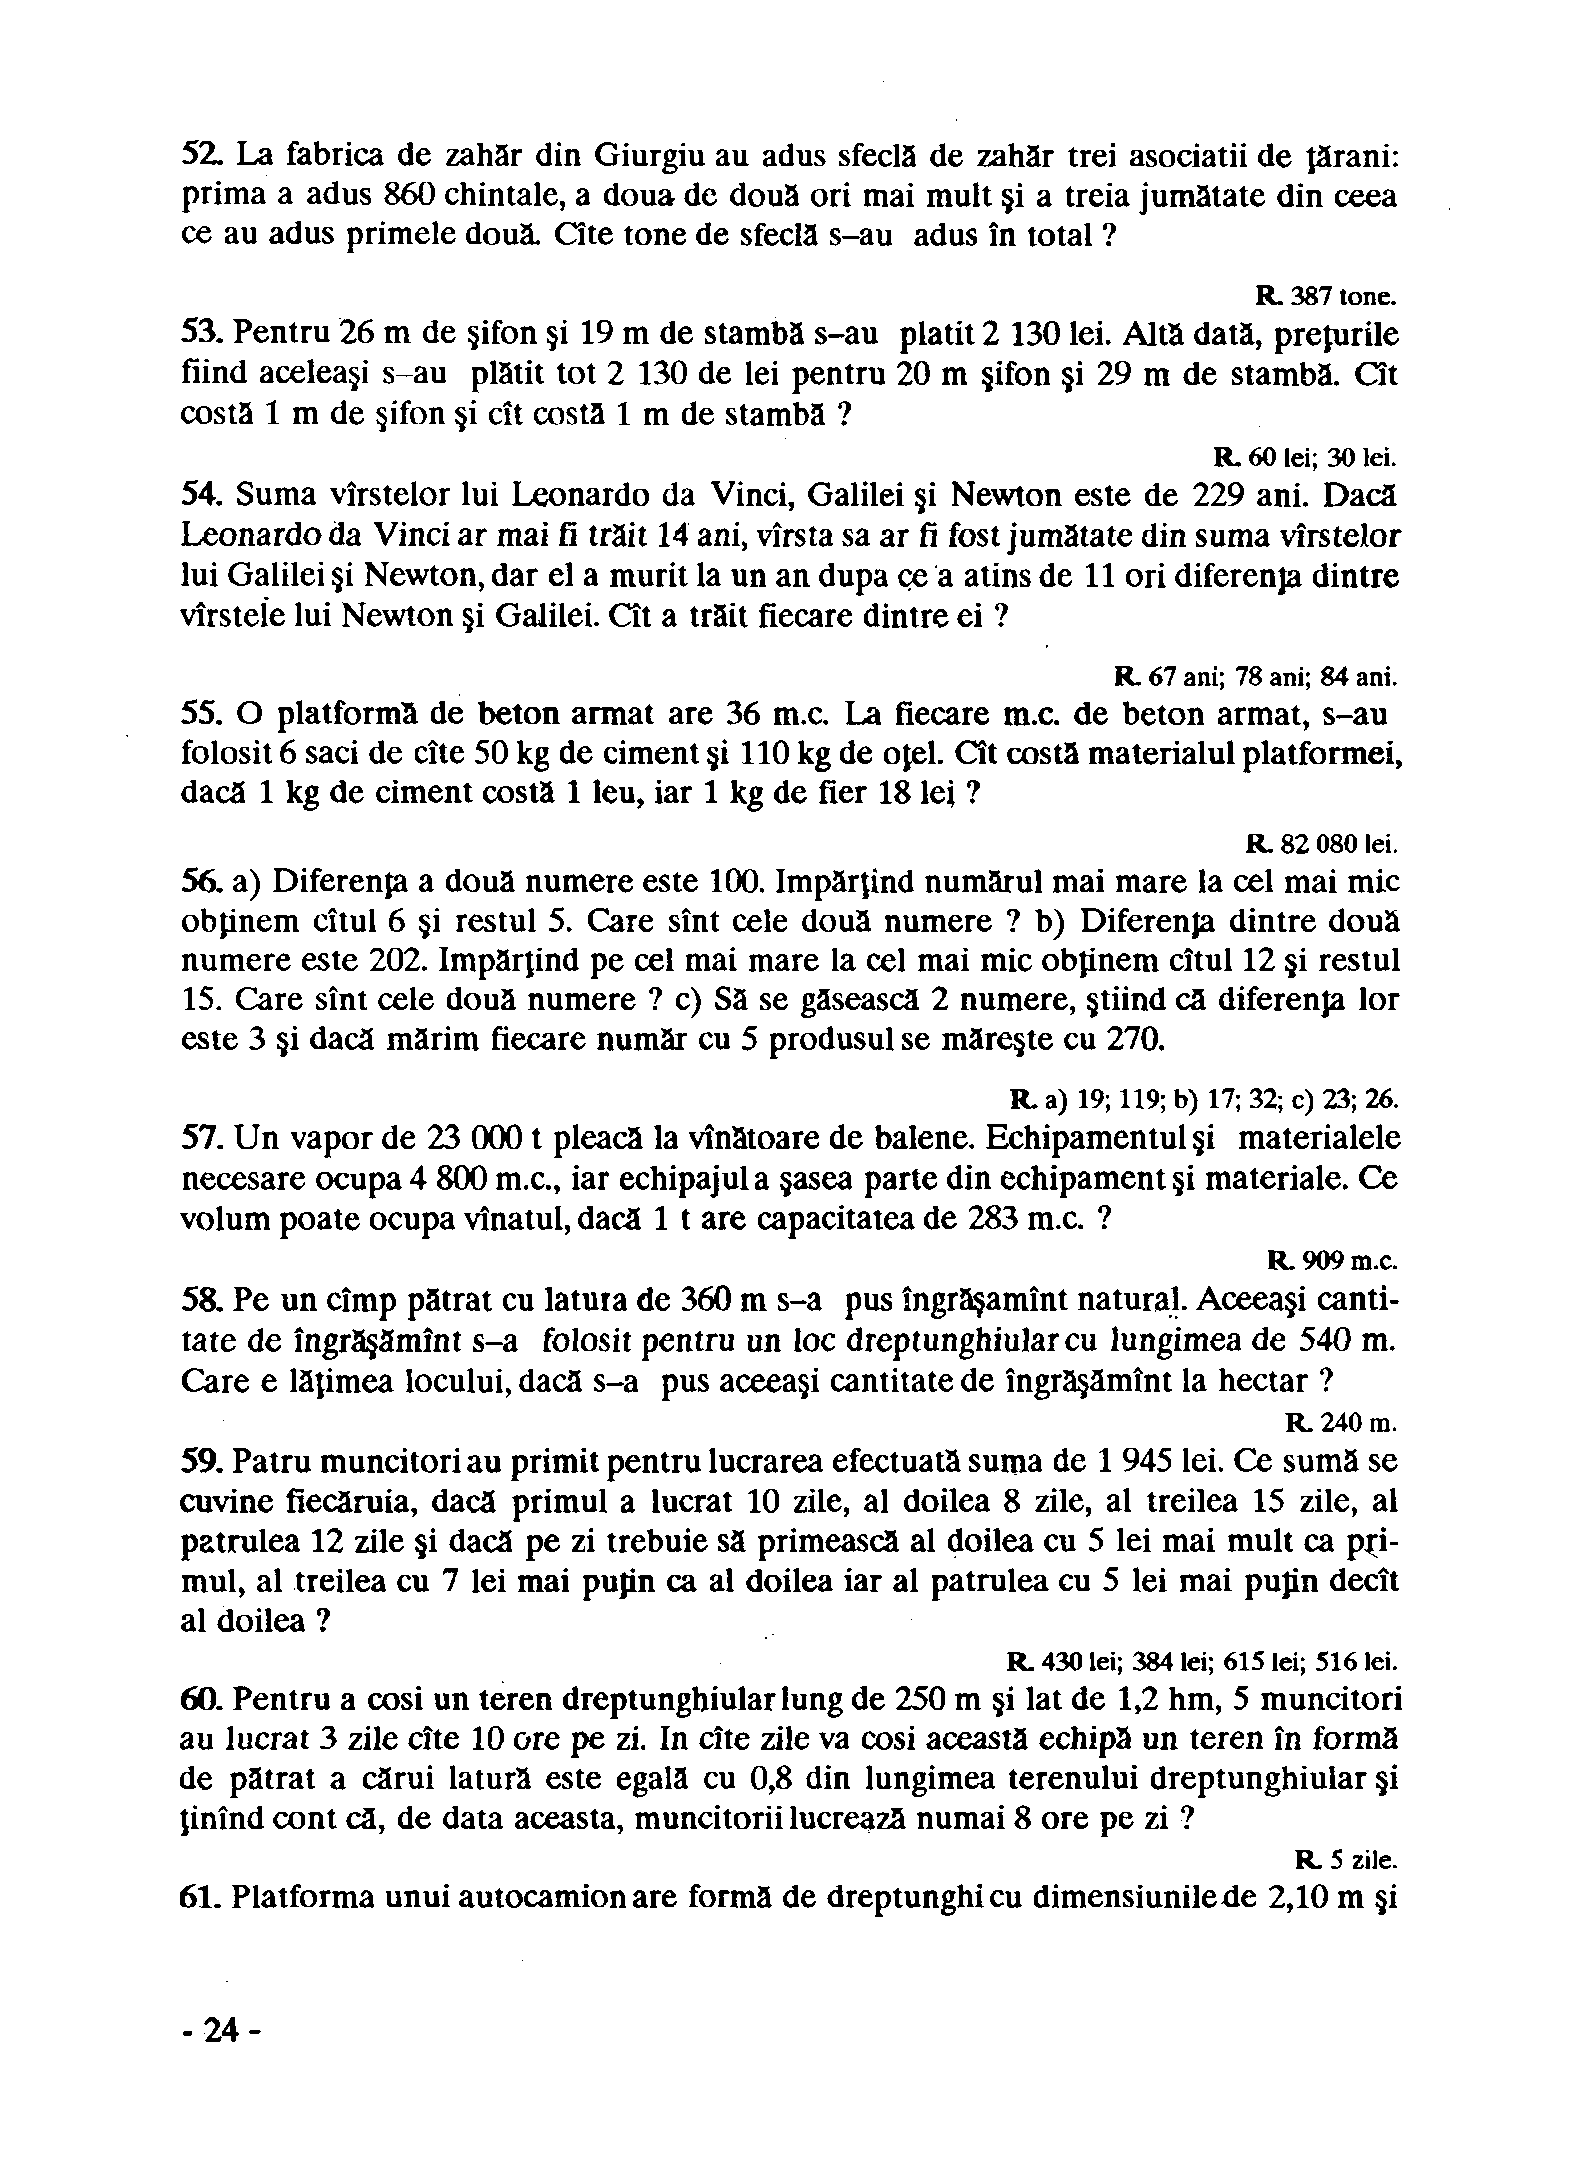 52. La fabrica de zahăr din Giurgiu au adus sfeclă de zahăr trei asociatii de ţărani:
prima a adus 860 chintale, a doua de două ori mai mult şi a treia jumătate din ceea
ce au adus primele două. Cîte tone de sfeclă s–au adus în total ?
R. 387 tone.
53. Pentru 26 m de şifon şi 19 m de stambă s–au platit 2 130 lei. Altă dată, preţurile
fiind aceleaşi s–au plătit tot 2 130 de lei pentru 20 m şifon şi 29 m de stambă. Cît
costă 1 m de şifon şi cît costă 1 m de stambă ?
R. 60 lei; 30 lei.
54. Suma vîrstelor lui Leonardo da Vinci, Galilei şi Newton este de 229 ani. Dacă
Leonardo da Vinci ar mai fi trăit 14 ani, vîrsta sa ar fi fost jumătate din suma vîrstelor
lui Galilei şi Newton, dar el a murit la un an dupa ce a atins de 11 ori diferenţa dintre
vîrstele lui Newton şi Galilei. Cît a trăit fiecare dintre ei ?
R. 67 ani; 78 ani; 84 ani.
55. O platformă de beton armat are 36 m.c. La fiecare m.c. de beton armat, s–au
folosit 6 saci de cîte 50 kg de ciment şi 110 kg de oţel. Cît costă materialul platformei,
dacă 1 kg de ciment costă 1 leu, iar 1 kg de fier 18 lei ?
R. 82 080 lei.
56. a) Diferenţa a două numere este 100. Impărţind numărul mai mare la cel mai mic
obţinem cîtul 6 şi restul 5. Care sînt cele două numere ? b) Diferenţa dintre două
numere este 202. Impărţind pe cel mai mare la cel mai mic obţinem cîtul 12 şi restul
15. Care sînt cele două numere ? c) Să se găsească 2 numere, ştiind că diferenţa lor
este 3 şi dacă mărim fiecare număr cu 5 produsul se măreşte cu 270.
R. a) 19; 119; b) 17; 32; c) 23; 26.
57. Un vapor de 23 000 t pleacă la vînătoare de balene. Echipamentul şi materialele
necesare ocupa 4 800 m.c., iar echipajul a şasea parte din echipament şi materiale. Ce
volum poate ocupa vînatul, dacă 1 t are capacitatea de 283 m.c. ?
R. 909 m.c.
58. Pe un cîmp pătrat cu latura de 360 m s–a pus îngrăşamînt natural. Aceeaşi canti-
tate de îngrăşămînt s–a folosit pentru un loc dreptunghiular cu lungimea de 540 m.
Care e lăţimea locului, dacă s–a pus aceeaşi cantitate de îngrăşămînt la hectar ?
R. 240 m.
59. Patru muncitori au primit pentru lucrarea efectuată suma de 1 945 lei. Ce sumă se
cuvine fiecăruia, dacă primul a lucrat 10 zile, al doilea 8 zile, al treilea 15 zile, al
patrulea 12 zile şi dacă pe zi trebuie să primească al doilea cu 5 lei mai mult ca pri-
mul, al treilea cu 7 lei mai puţin ca al doilea iar al patrulea cu 5 lei mai puţin decît
al doilea ?
R. 430 lei; 384 lei; 615 lei; 516 lei.
60. Pentru a cosi un teren dreptunghiular lung de 250 m şi lat de 1,2 hm, 5 muncitori
au lucrat 3 zile cîte 10 ore pe zi. In cîte zile va cosi această echipă un teren în formă
de pătrat a cărui latură este egală cu 0,8 din lungimea terenului dreptunghiular şi
ţinînd cont că, de data aceasta, muncitorii lucrează numai 8 ore pe zi ?
R. 5 zile.
61. Platforma unui autocamion are formă de dreptunghi cu dimensiunile de 2,10 m şi
- 24 -